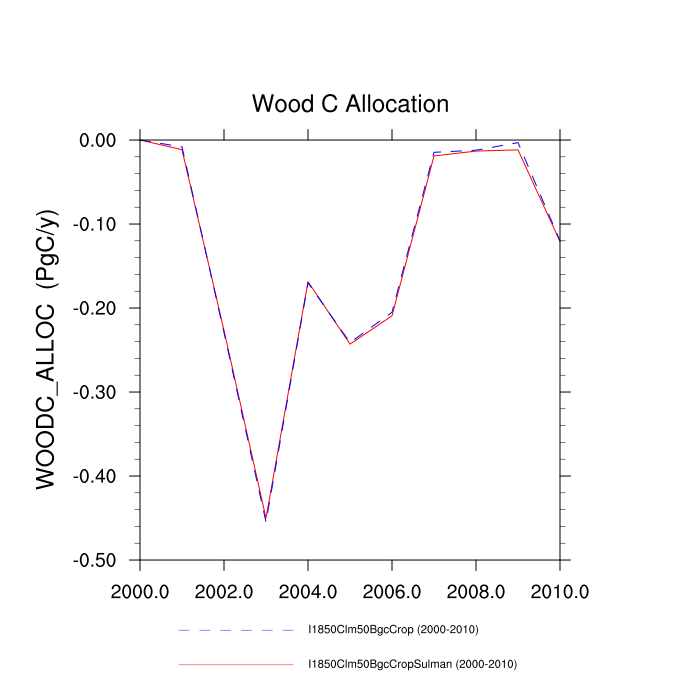 Wood C Allocation
WOODC_ALLOC (PgC/y)
0.00
-0.10
-0.20
-0.30
-0.40
-0.50
2000.0 2002.0 2004.0 2006.0 2008.0 2010.0
I1850Clm50BgcCrop (2000-2010)
I1850Clm50BgcCropSulman (2000-2010)